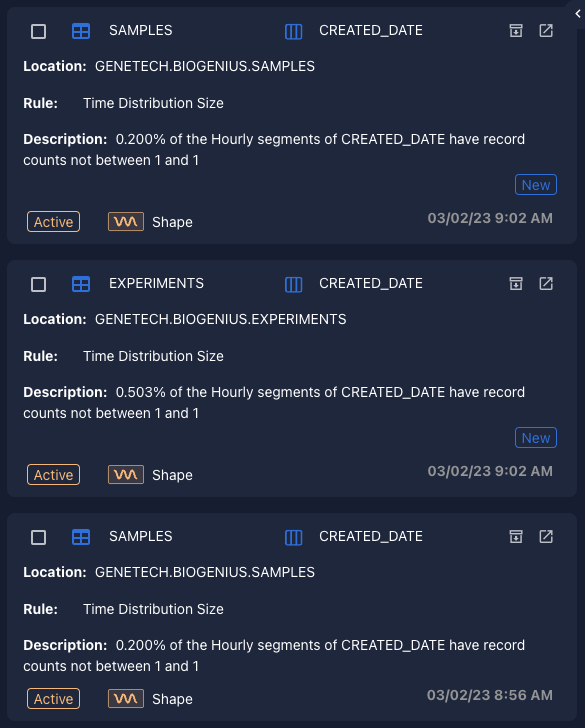 SAMPLES CREATED_DATE
Location: GENETECH.BIOGENIUS.SAMPLES
Rule: Time Distribution Size
Description: 0.200% of the Hourly segments of CREATED_DATE have record
counts not between 1 and 1
New
Active Shape 03/02/23 9:02 AM
EXPERIMENTS CREATED_DATE
Location: GENETECH.BIOGENIUS.EXPERIMENTS
Rule: Time Distribution Size
Description: 0.503% of the Hourly segments of CREATED_DATE have record
counts not between 1 and 1
New
Active Shape 03/02/23 9:02 AM
SAMPLES CREATED_DATE
Location: GENETECH.BIOGENIUS.SAMPLES
Rule: Time Distribution Size
Description: 0.200% of the Hourly segments of CREATED_DATE have record
counts not between 1 and 1
Active Shape 03/02/23 8:56 AM